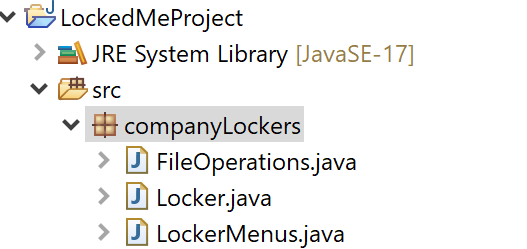 LockedMeProject
JRE System Library [JavaSE-17]
src
companyLockers
FileOperations.java
Locker.java
LockerMenus.java